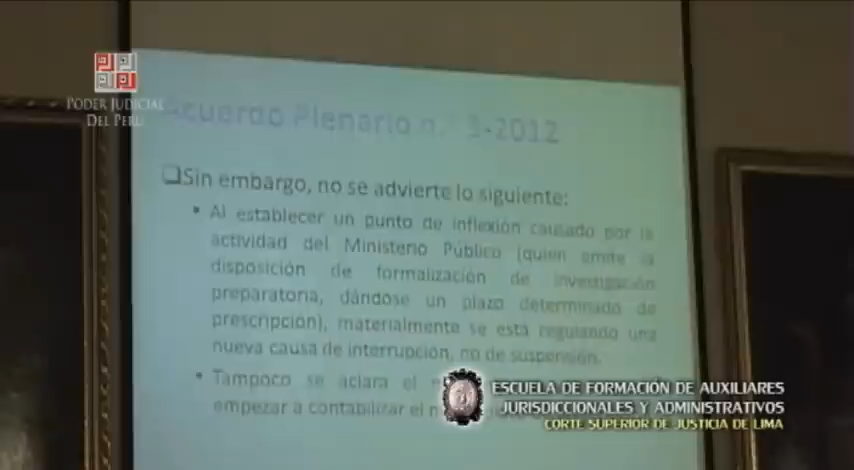 PODER JUDICIAL
DEL PERÚ
Acuerdo Plenario n.° 3-2012
Sin embargo, no se advierte lo siguiente:
• Al establecer un punto de inflexión causado por la
actividad del Ministerio Público (quien emite la
disposición de formalización de investigación
preparatoria, dándose un plazo determinado de
prescripción), materialmente se está regulando una
nueva causa de interrupción, no de suspensión.
• Tampoco se aclara el
empezar a contabilizar el
ESCUELA DE FORMACIÓN DE AUXILIARES
JURISDICCIONALES Y ADMINISTRATIVOS
CORTE SUPERIOR DE JUSTICIA DE LIMA